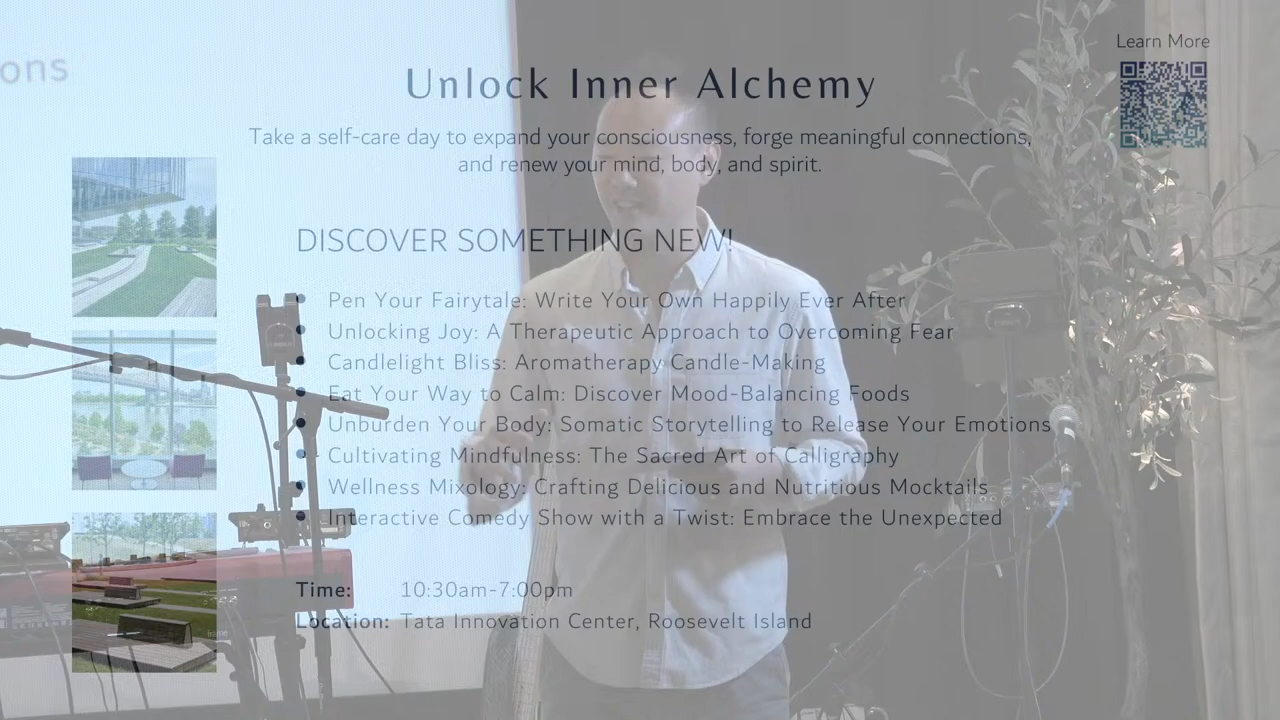 ons
Learn More
Unlock Inner Alchemy
Take a self-care day to expand your consciousness, forge meaningful connections,
and renew your mind, body, and spirit.
DISCOVER SOMETHING NEW!
• Pen Your Fairytale: Write Your Own Happily Ever After
• Unlocking Joy: A Therapeutic Approach to Overcoming Fear
• Candlelight Bliss: Aromatherapy Candle-Making
• Eat Your Way to Calm: Discover Mood-Balancing Foods
• Unburden Your Body: Somatic Storytelling to Release Your Emotions
• Cultivating Mindfulness: The Sacred Art of Calligraphy
• Wellness Mixology: Crafting Delicious and Nutritious Mocktails
• Interactive Comedy Show with a Twist: Embrace the Unexpected
Time: 10:30am-7:00pm
Location: Tata Innovation Center, Roosevelt Island